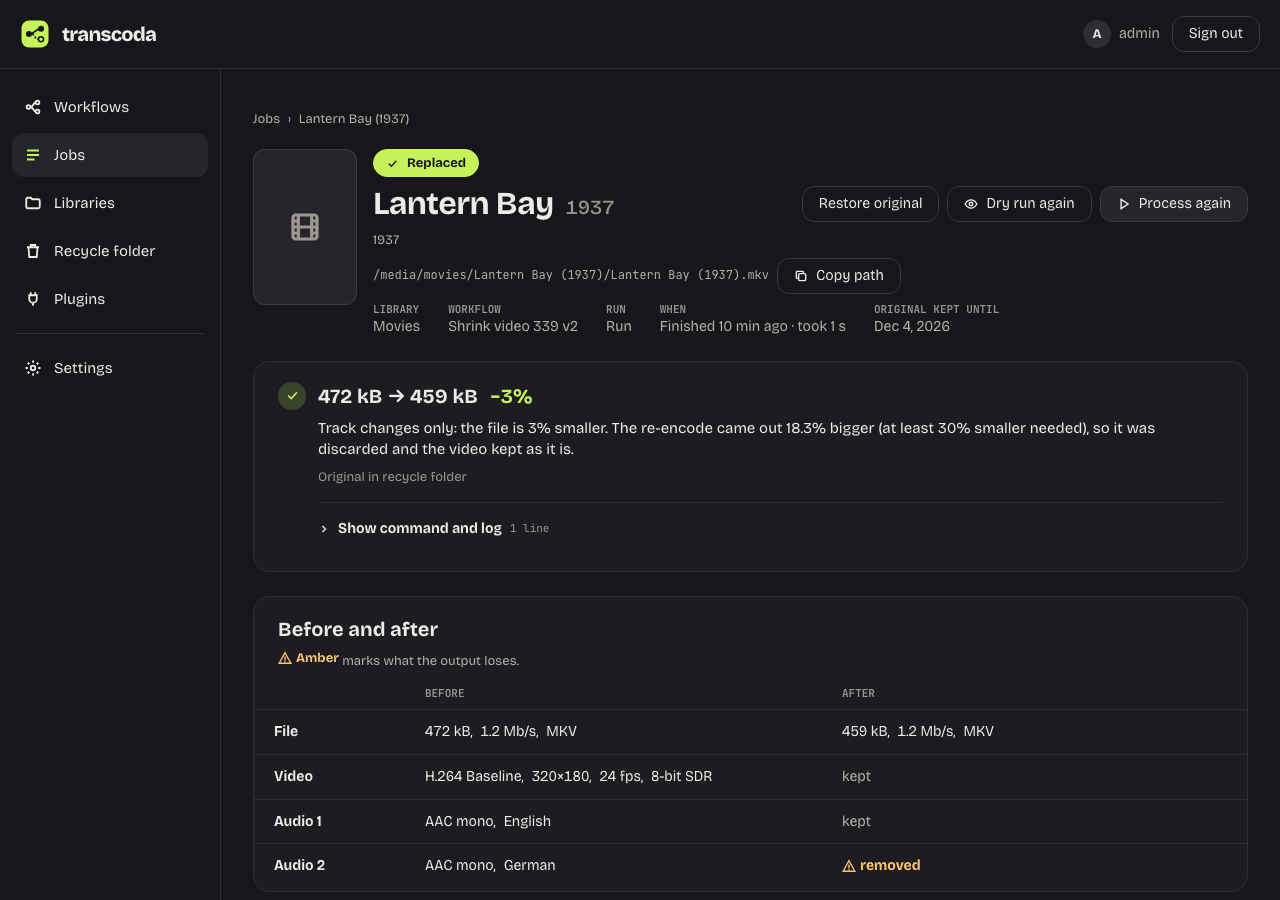 transcoda
A admin Sign out
Workflows
Jobs
Libraries
Recycle folder
Plugins
Settings
Jobs › Lantern Bay (1937)
Replaced
Lantern Bay 1937
Restore original Dry run again Process again
1937
/media/movies/Lantern Bay (1937)/Lantern Bay (1937).mkv Copy path
LIBRARY WORKFLOW RUN WHEN ORIGINAL KEPT UNTIL
Movies Shrink video 339 v2 Run Finished 10 min ago · took 1 s Dec 4, 2026
472 kB → 459 kB −3%
Track changes only: the file is 3% smaller. The re-encode came out 18.3% bigger (at least 30% smaller needed), so it was
discarded and the video kept as it is.
Original in recycle folder
Show command and log 1 line
Before and after
Amber marks what the output loses.
BEFORE AFTER
File 472 kB, 1.2 Mb/s, MKV 459 kB, 1.2 Mb/s, MKV
Video H.264 Baseline, 320×180, 24 fps, 8-bit SDR kept
Audio 1 AAC mono, English kept
Audio 2 AAC mono, German removed